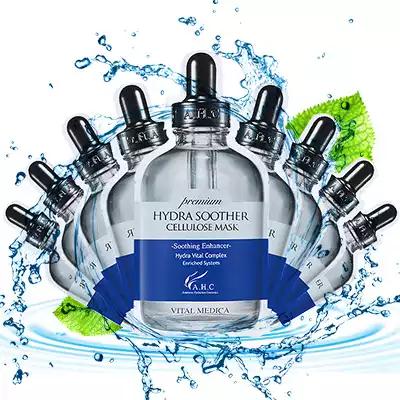 A.H.C
premium
HYDRA SOOTHER
CELLULOSE MASK
-Soothing Enhancer-
Hydra Vital Complex
Enriched System
A.H.C
VITAL MEDICA